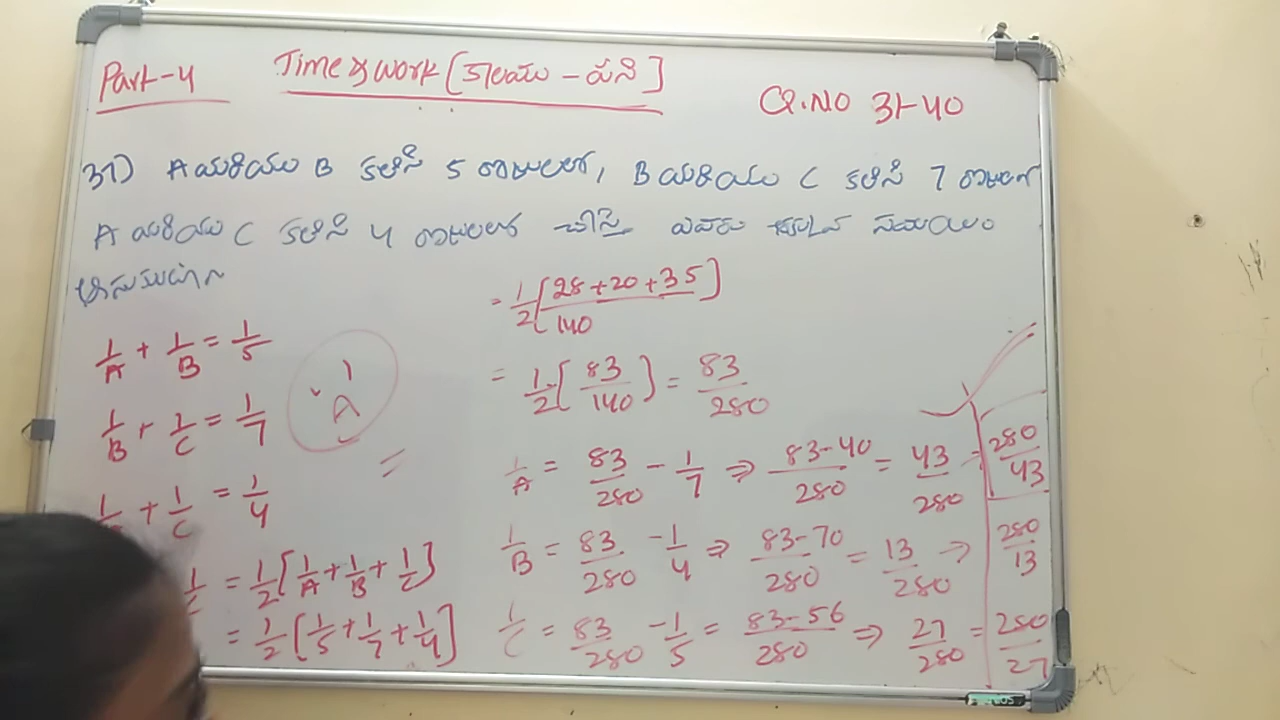 Part-4 Time & work [కాలము - పని] Q.NO 31-40
31) A మరియు B కలిసి 5 రోజులలో, B మరియు C కలిసి 7 రోజులలో
A మరియు C కలిసి 4 రోజులలో చేస్తే ఎవరు సమయం
1/A + 1/B = 1/5
1/B + 1/C = 1/7
+ 1/C = 1/4
1/C = 1/2 [1/A + 1/B + 1/C]
= 1/2 [1/5 + 1/7 + 1/4]
1/A
= 1/2 [28+20+35 / 140]
= 1/2 [83/140] = 83/280
1/A = 83/280 - 1/7 ⇒ 83-40/280 = 43/280 = 280/43
1/B = 83/280 - 1/4 ⇒ 83-70/280 = 13/280 → 280/13
1/C = 83/280 - 1/5 = 83-56/280 ⇒ 27/280 = 280/27